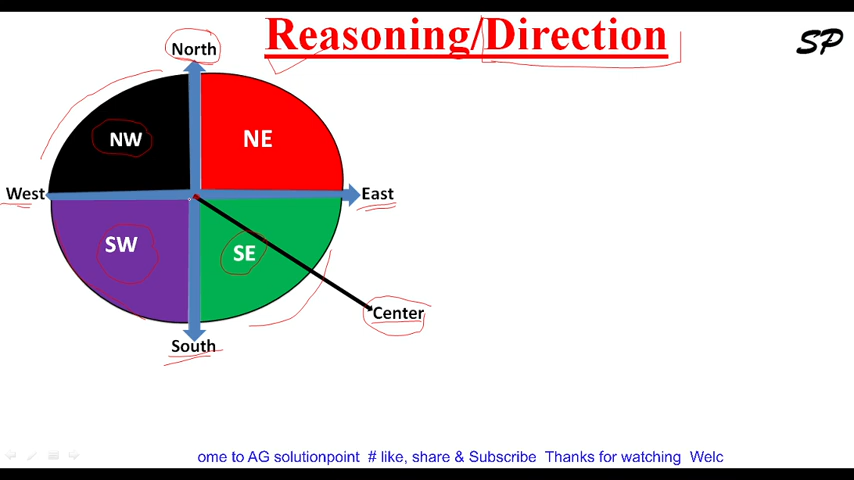 Reasoning/Direction
SP
North
NW
NE
West
East
SW
SE
Center
South
ome to AG solutionpoint # like, share & Subscribe Thanks for watching Welc